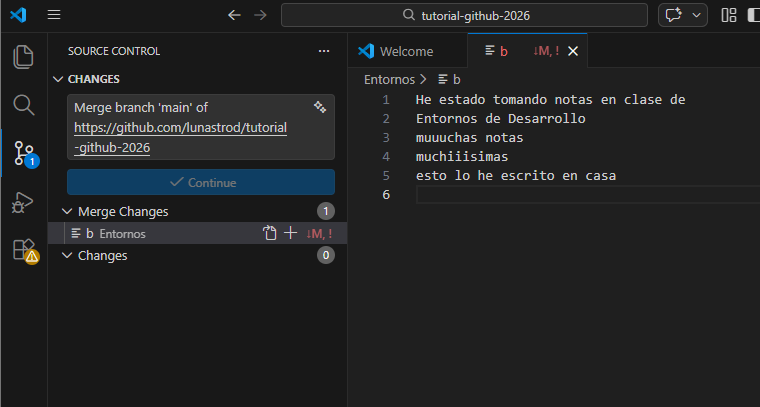 tutorial-github-2026
SOURCE CONTROL
CHANGES
Merge branch 'main' of
https://github.com/lunastrod/tutorial
-github-2026
Continue
Merge Changes 1
b Entornos ↓M, !
Changes 0
1
Welcome
b ↓M, !
Entornos > b
1 He estado tomando notas en clase de
2 Entornos de Desarrollo
3 muuuchas notas
4 muchiiisimas
5 esto lo he escrito en casa
6